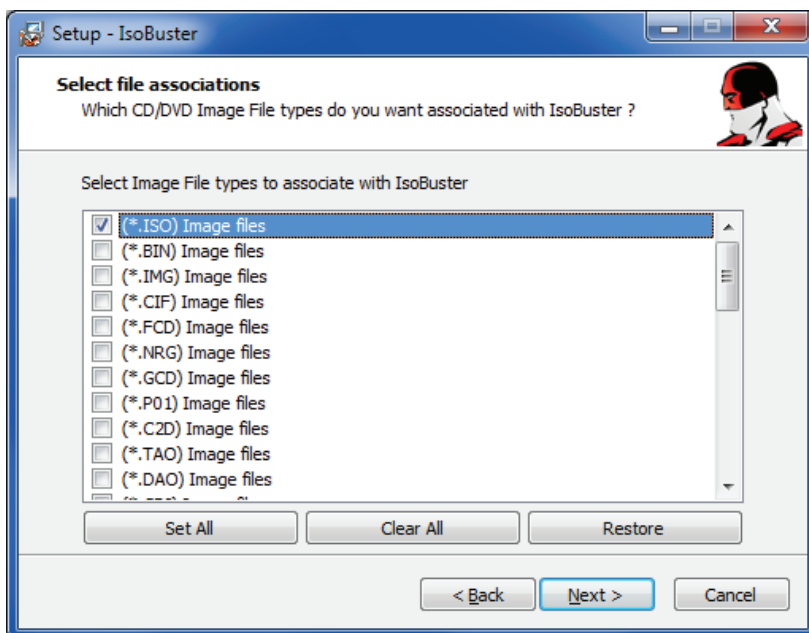 Setup - IsoBuster
Select file associations
Which CD/DVD Image File types do you want associated with IsoBuster ?
Select Image File types to associate with IsoBuster
(*.ISO) Image files
(*.BIN) Image files
(*.IMG) Image files
(*.CIF) Image files
(*.FCD) Image files
(*.NRG) Image files
(*.GCD) Image files
(*.P01) Image files
(*.C2D) Image files
(*.TAO) Image files
(*.DAO) Image files
Set All
Clear All
Restore
< Back
Next >
Cancel